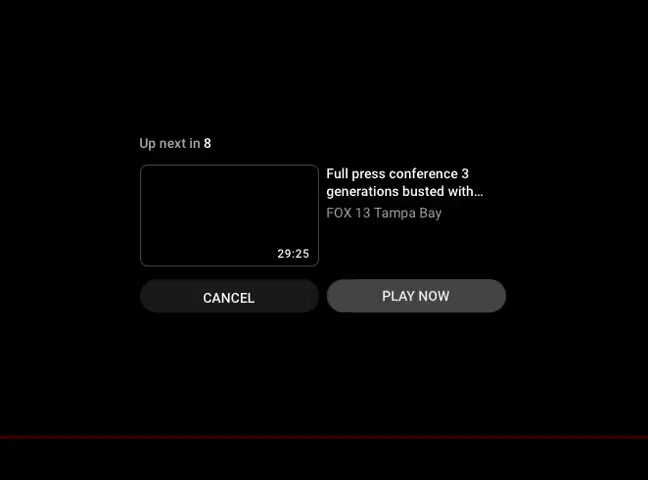 Up next in 8
Full press conference 3
generations busted with...
FOX 13 Tampa Bay
29:25
CANCEL
PLAY NOW